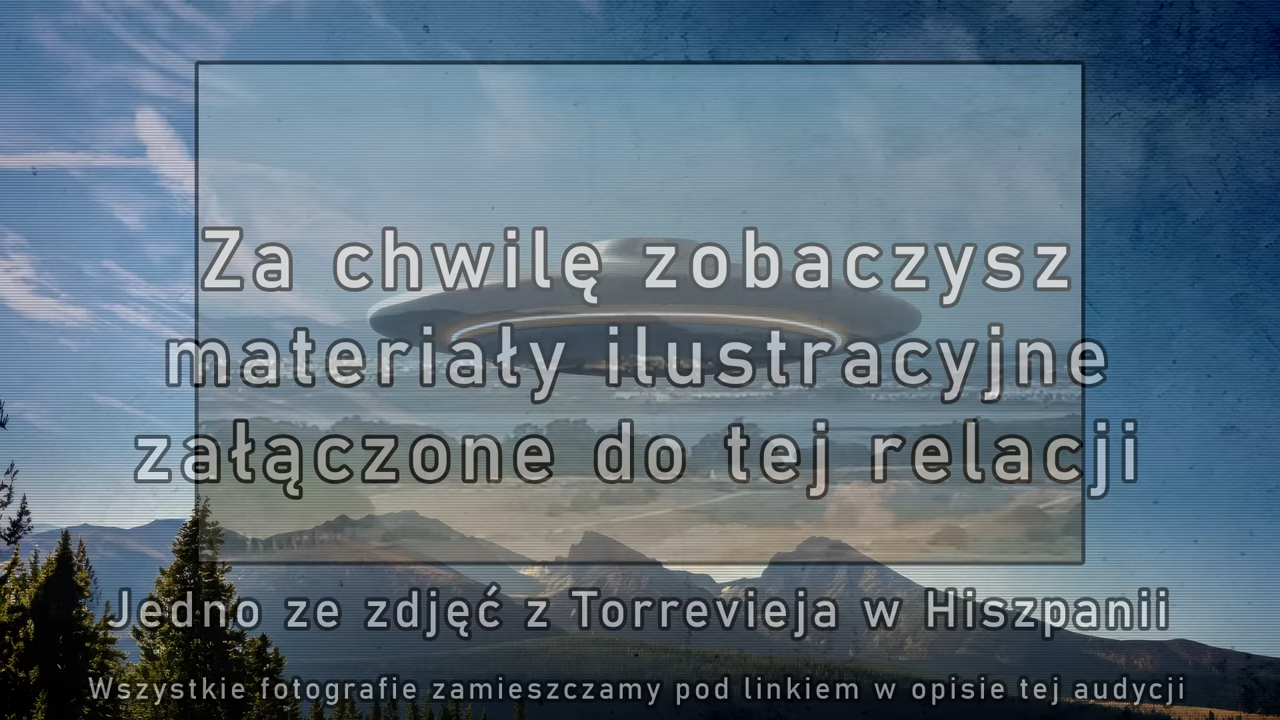 Za chwilę zobaczysz
materiały ilustracyjne
załączone do tej relacji
Jedno ze zdjęć z Torrevieja w Hiszpanii
Wszystkie fotografie zamieszczamy pod linkiem w opisie tej audycji